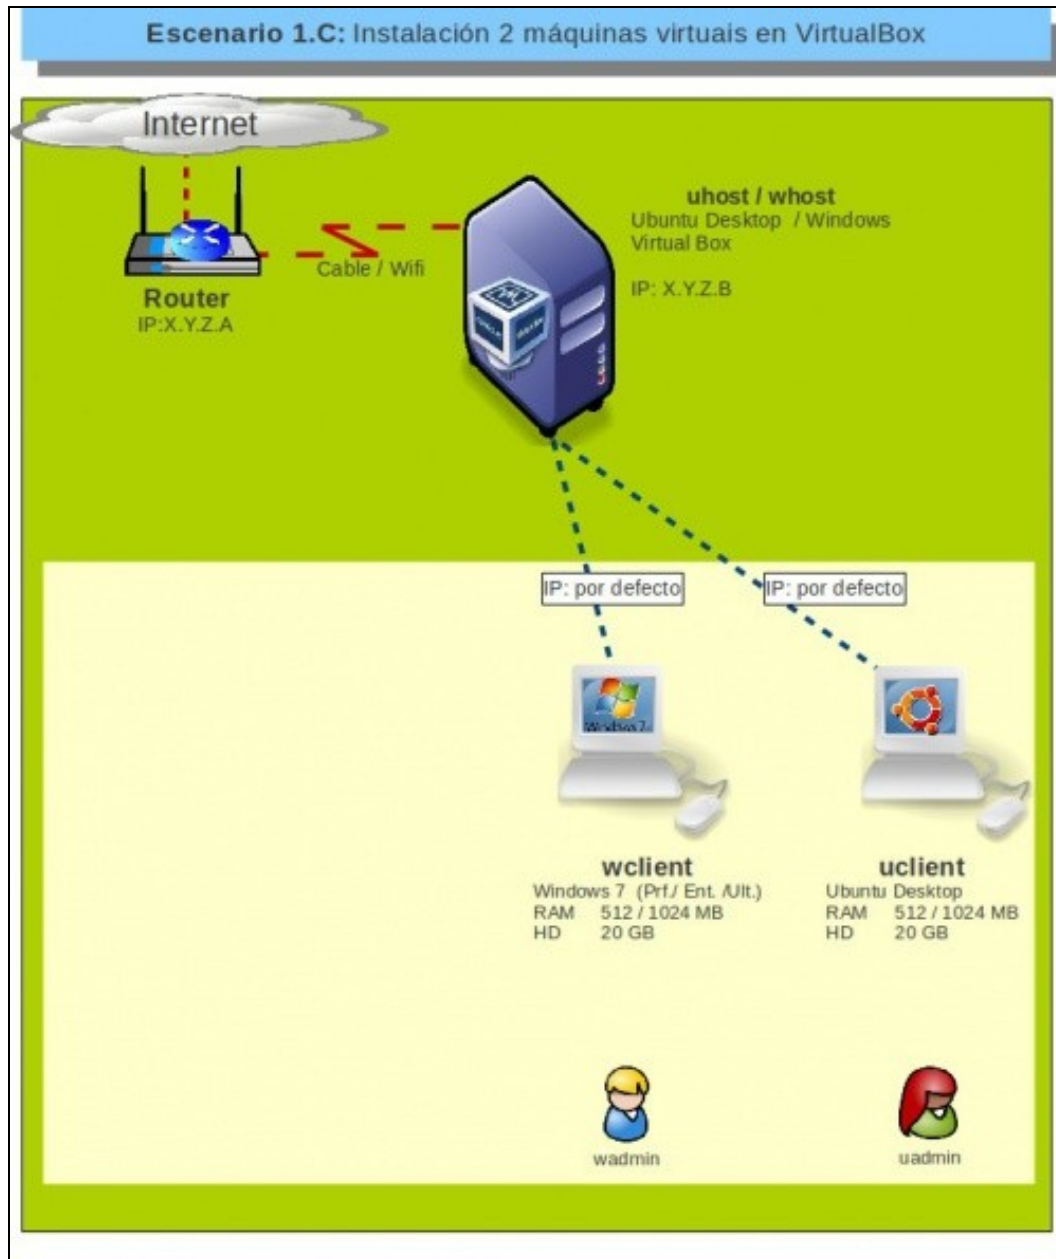 Escenario 1.C: Instalación 2 máquinas virtuais en VirtualBox
Internet
uhost / whost
Ubuntu Desktop / Windows
Virtual Box
IP: X.Y.Z.B
Cable / Wifi
Router
IP:X.Y.Z.A
IP: por defecto
IP: por defecto
Windows 7
wclient
Windows 7 (Prf./ Ent. /Ult.)
RAM 512 / 1024 MB
HD 20 GB
uclient
Ubuntu Desktop
RAM 512 / 1024 MB
HD 20 GB
wadmin
uadmin